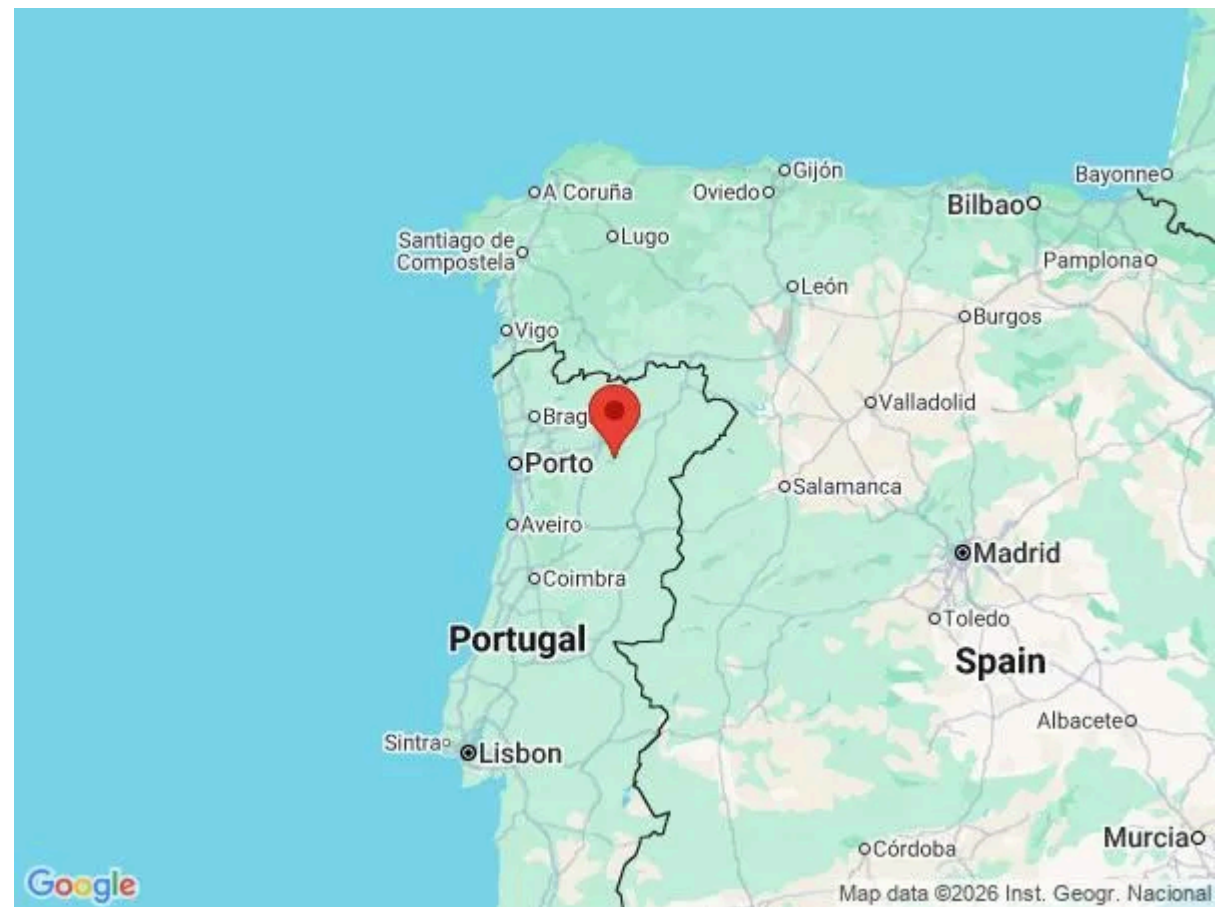 Gijón
Bayonne
A Coruña
Oviedo
Bilbao
Lugo
Santiago de
Compostela
Pamplona
León
Burgos
Vigo
Valladolid
Brag
Porto
Salamanca
Aveiro
Madrid
Coimbra
Toledo
Portugal
Spain
Albacete
Sintra
Lisbon
Murcia
Córdoba
Google
Map data ©2026 Inst. Geogr. Nacional